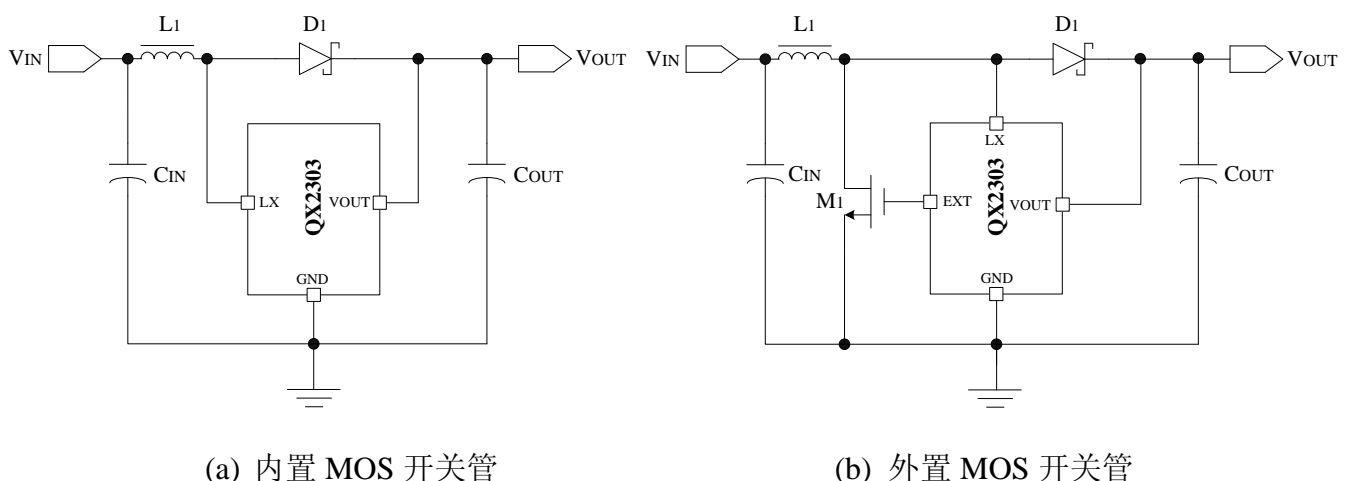 L1
D1
VIN
VOUT
CIN
COUT
QX2303
LX
VOUT
GND
(a) 内置 MOS 开关管
L1
D1
VIN
VOUT
CIN
COUT
M1
QX2303
LX
EXT
VOUT
GND
(b) 外置 MOS 开关管